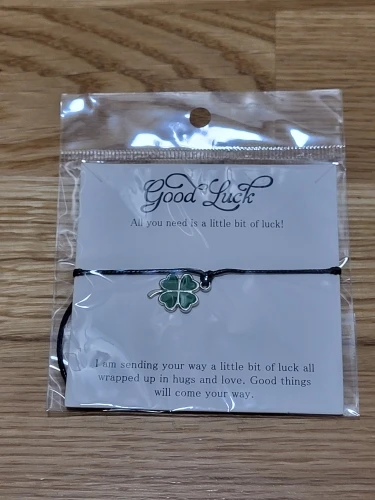 Good Luck
All you need is a little bit of luck!
I am sending your way a little bit of luck all
wrapped up in hugs and love. Good things
will come your way.